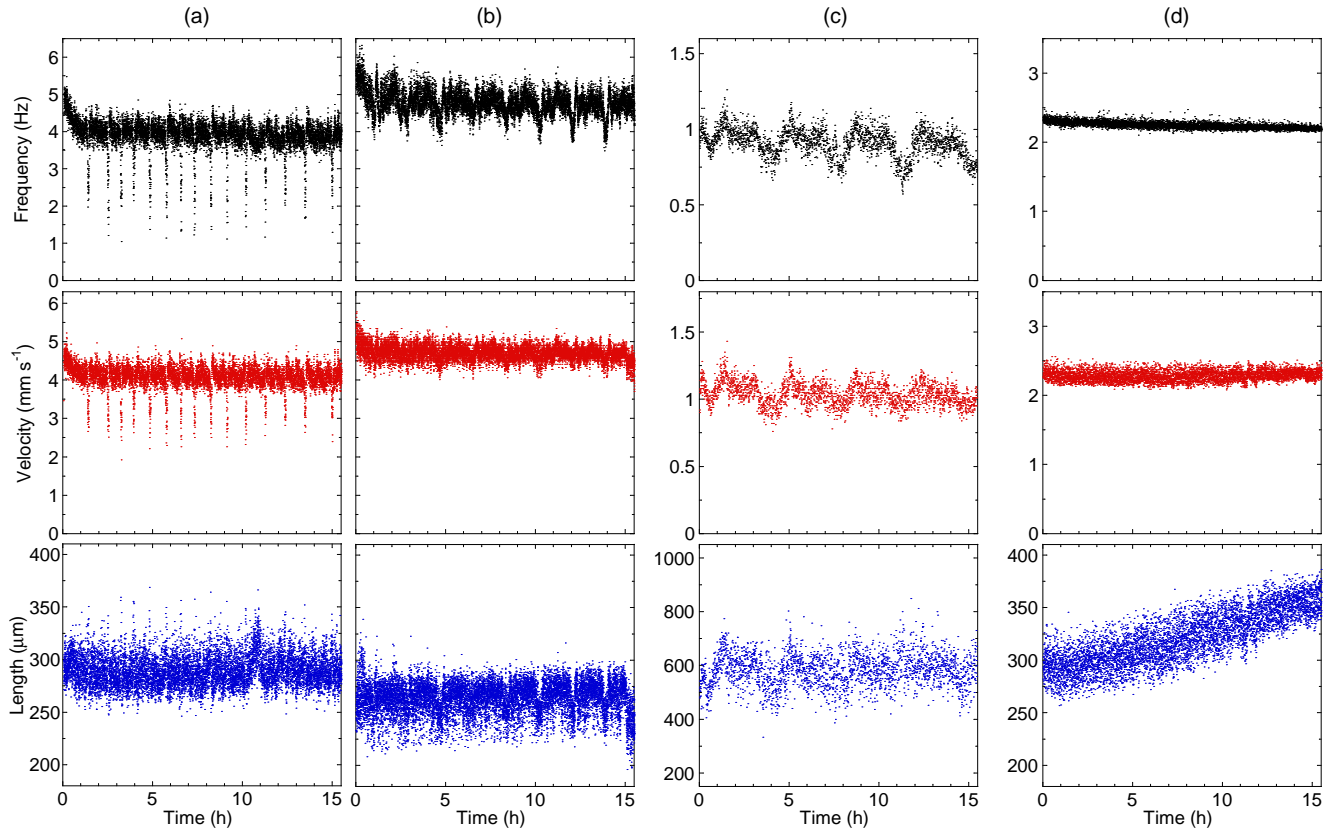 (a) (b) (c) (d)
6 5 4 3 2 1 0
Frequency (Hz)
1.5 1 0.5 0
3 2 1 0
6 5 4 3 2 1 0
Velocity (mm s⁻¹)
1.5 1 0.5 0
3 2 1 0
400 350 300 250 200
Length (μm)
1000 800 600 400 200
400 350 300 250 200
0 5 10 15 0 5 10 15 0 5 10 15 0 5 10 15
Time (h) Time (h) Time (h) Time (h)